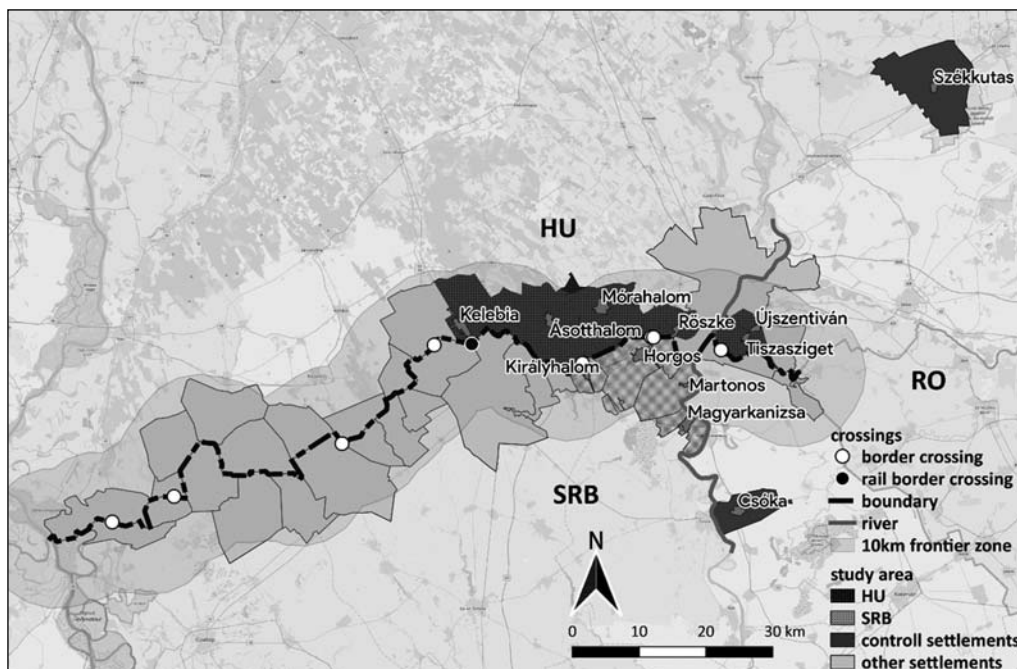 Székkutas
HU
Mórahalom
Kelebia
Ásotthalom
Röszke
Újszentiván
Királyhalom
Horgos
Tiszasziget
Martonos
RO
Magyarkanizsa
SRB
Csóka
N
0 10 20 30 km
crossings
border crossing
rail border crossing
boundary
river
10km frontier zone
study area
HU
SRB
controll settlements
other settlements